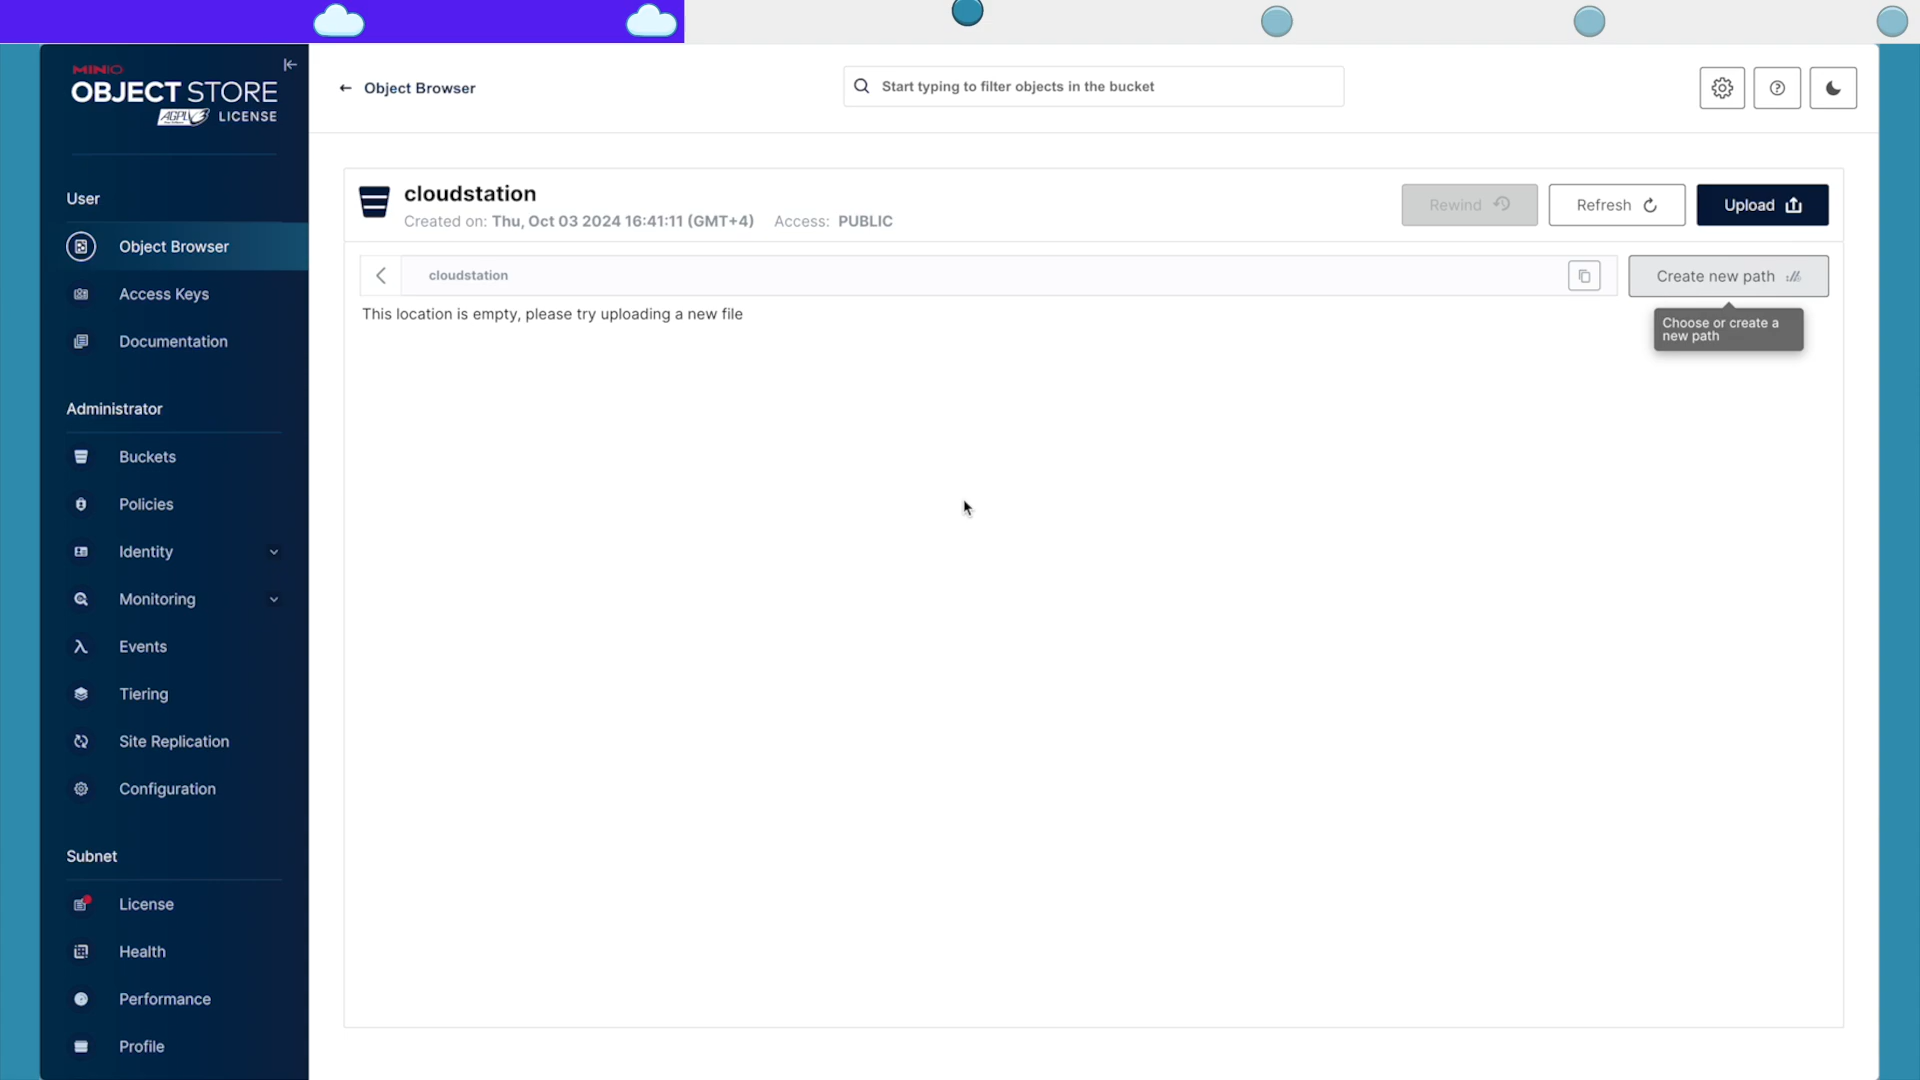 MINIO
OBJECT STORE
AGPL v3 LICENSE
User
Object Browser
Access Keys
Documentation
Administrator
Buckets
Policies
Identity
Monitoring
Events
Tiering
Site Replication
Configuration
Subnet
License
Health
Performance
Profile
Object Browser
Start typing to filter objects in the bucket
cloudstation
Created on: Thu, Oct 03 2024 16:41:11 (GMT+4) Access: PUBLIC
Rewind
Refresh
Upload
cloudstation
Create new path
Choose or create a
new path
This location is empty, please try uploading a new file